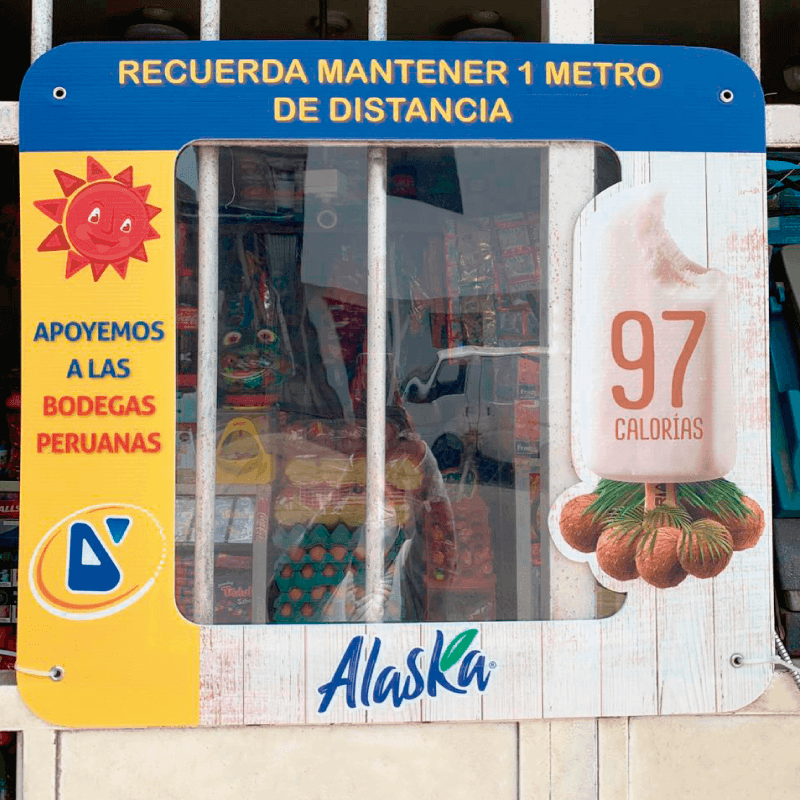 RECUERDA MANTENER 1 METRO
DE DISTANCIA
APOYEMOS
A LAS
BODEGAS
PERUANAS
97
CALORÍAS
Alaska